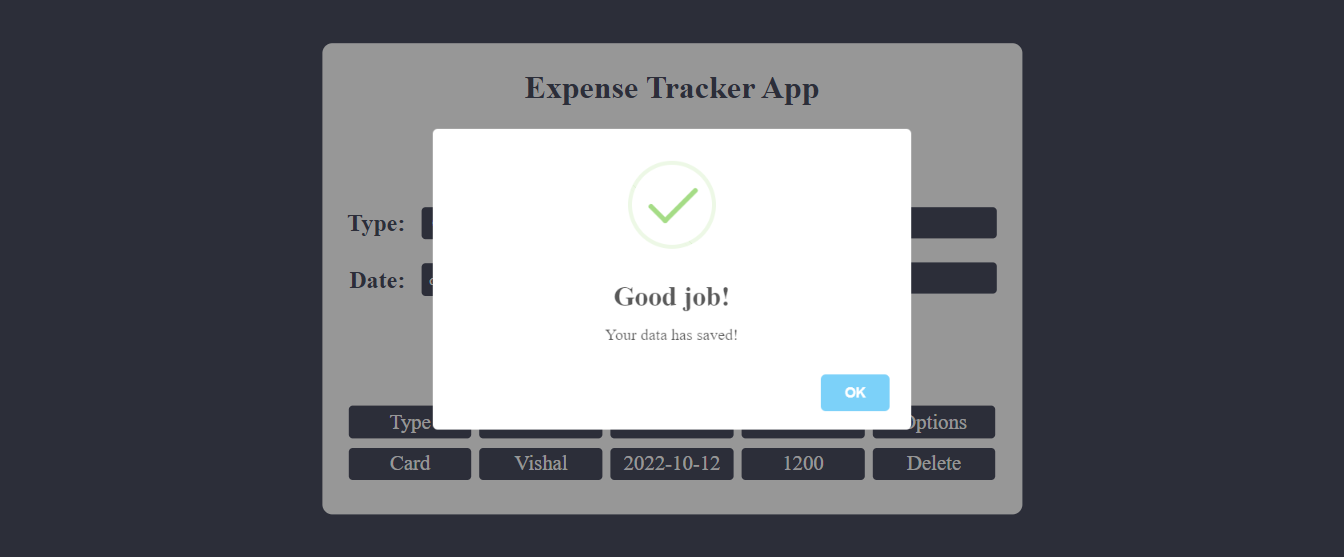 Expense Tracker App
Good job!
Your data has saved!
OK
Type:
Date:
Type Options
Card Vishal 2022-10-12 1200 Delete